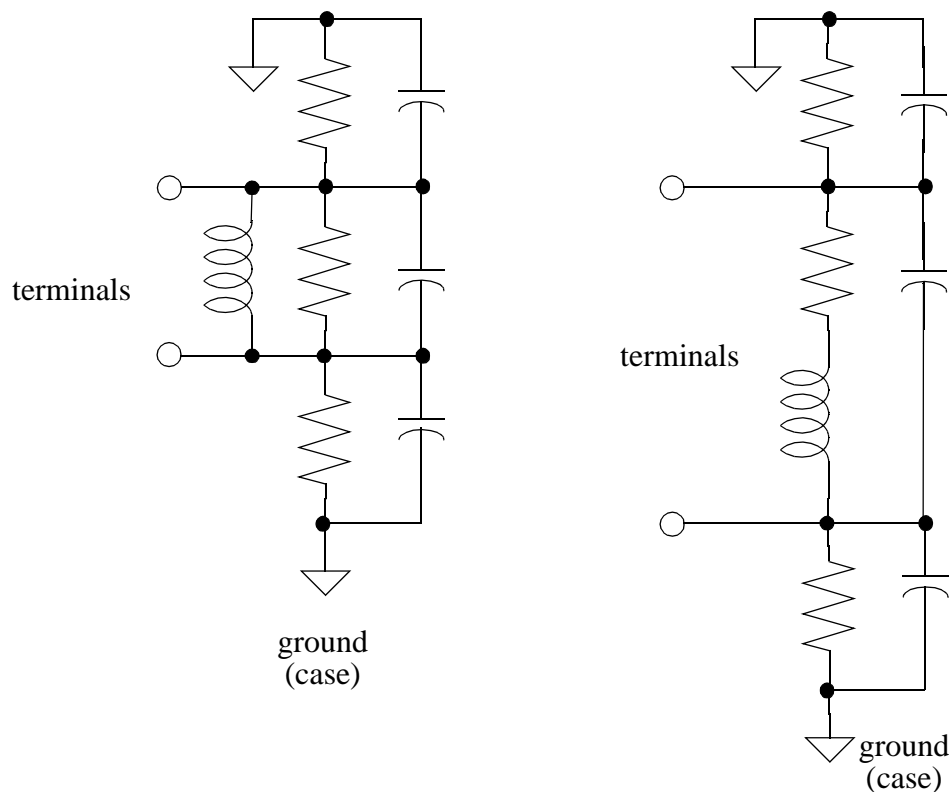 terminals
ground
(case)
terminals
ground
(case)